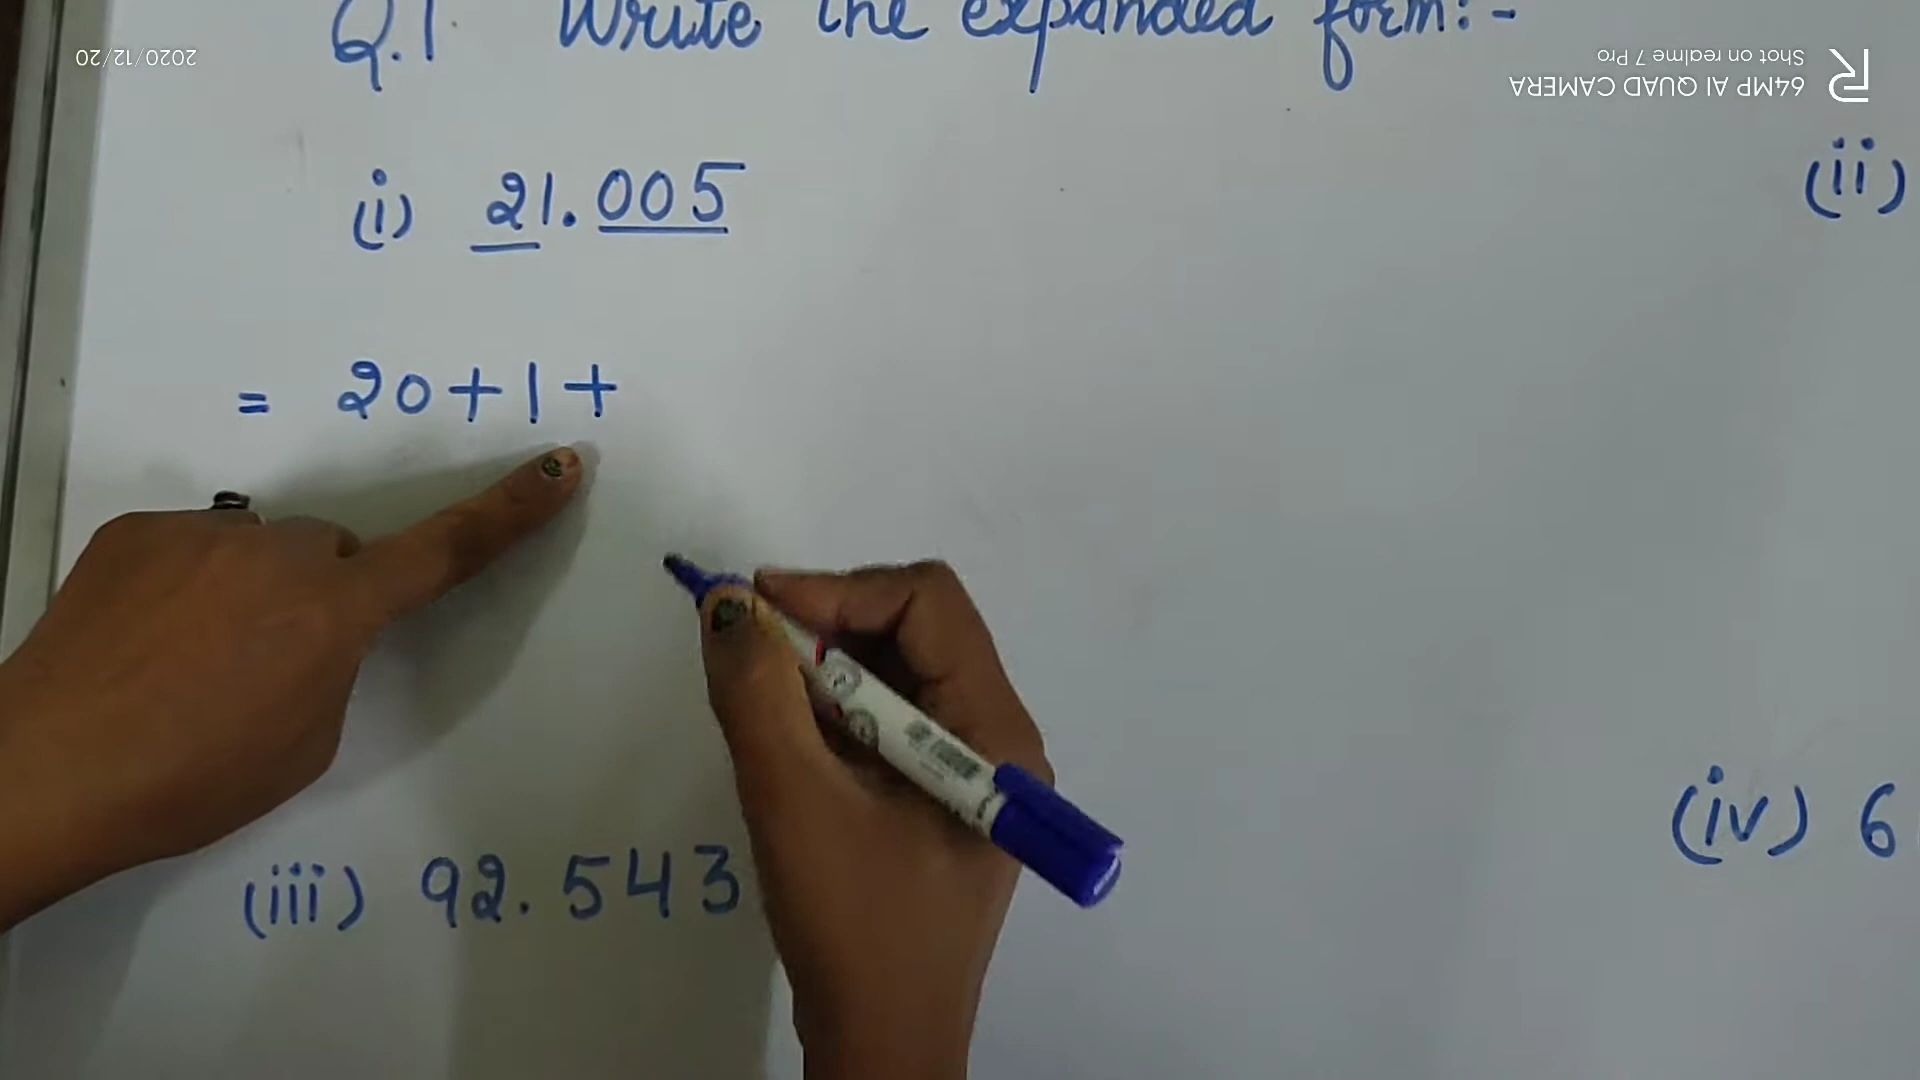 Q.1 Write the expanded form:-
(i) 21.005
(ii)
= 20+1+
(iii) 92.543
(iv) 6
2020/12/20
Shot on realme 7 Pro
64MP AI QUAD CAMERA